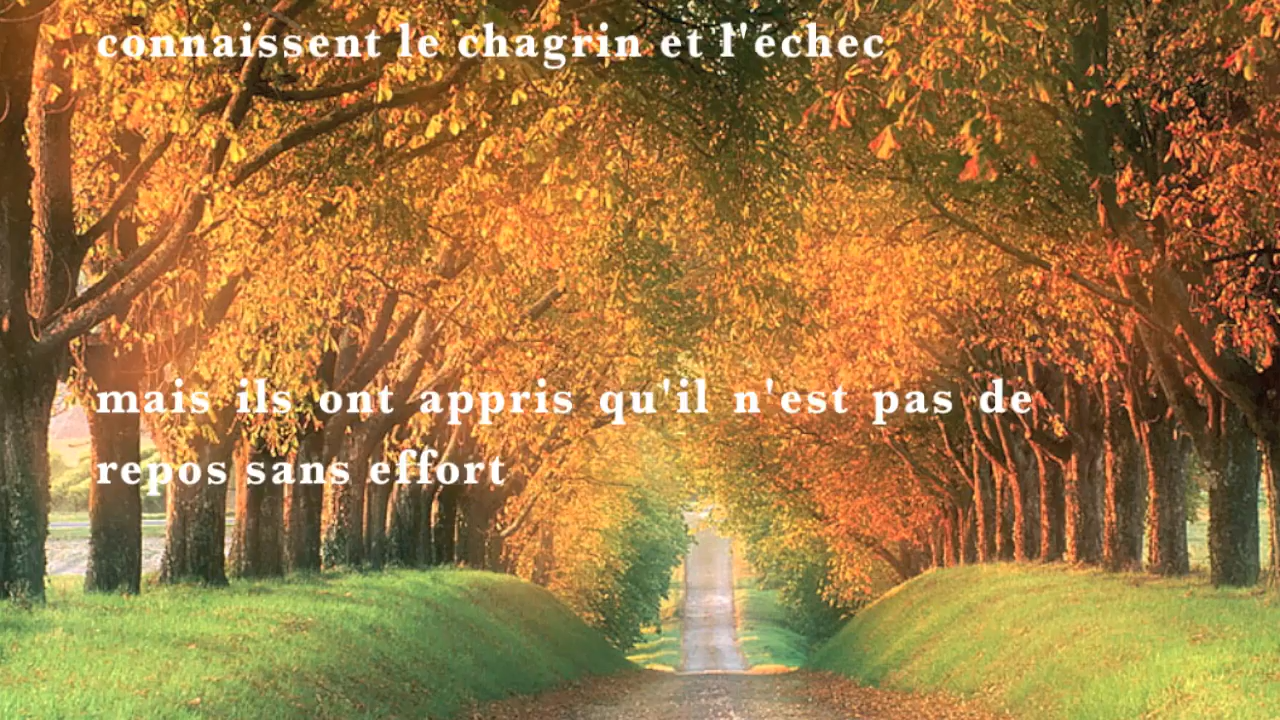 connaissent le chagrin et l'échec
mais ils ont appris qu'il n'est pas de
repos sans effort